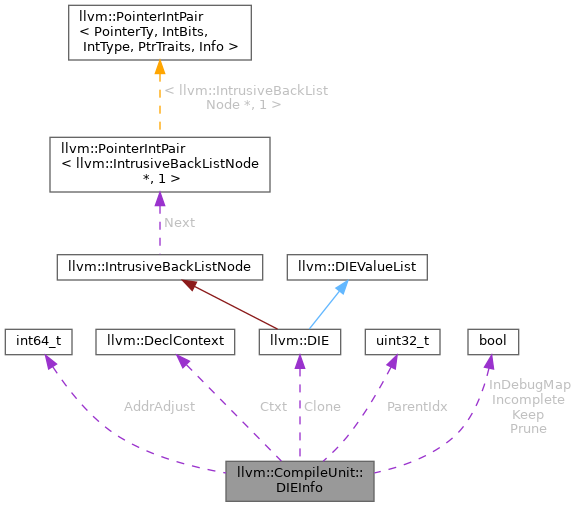 llvm::PointerIntPair
< PointerTy, IntBits,
IntType, PtrTraits, Info >
< llvm::IntrusiveBackList
Node *, 1 >
llvm::PointerIntPair
< llvm::IntrusiveBackListNode
*, 1 >
Next
llvm::IntrusiveBackListNode
llvm::DIEValueList
int64_t
llvm::DeclContext
llvm::DIE
uint32_t
bool
AddrAdjust
Ctxt
Clone
ParentIdx
InDebugMap
Incomplete
Keep
Prune
llvm::CompileUnit::
DIEInfo